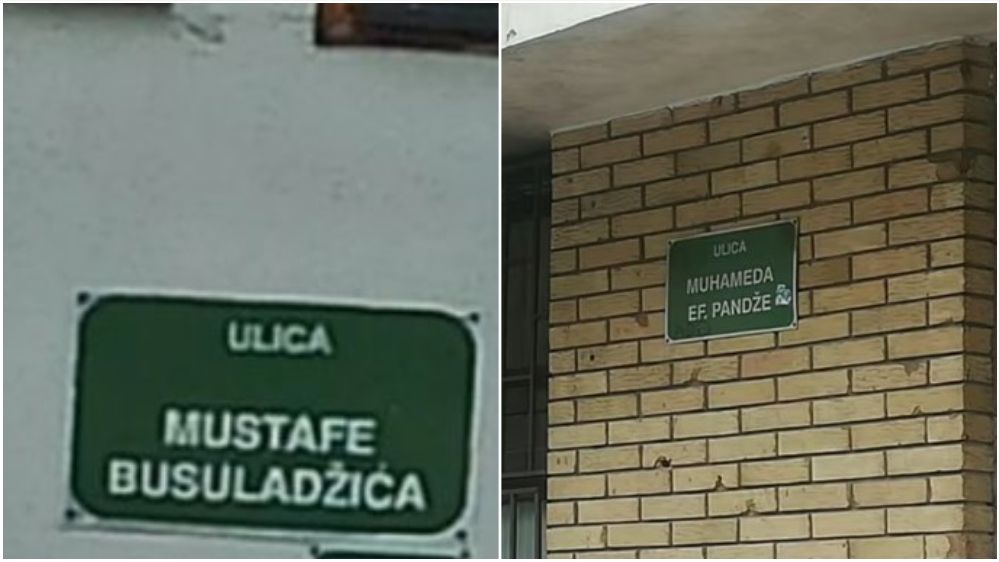 ULICA
MUSTAFE
BUSULADŽIĆA
ULICA
MUHAMEDA
EF. PANDŽE